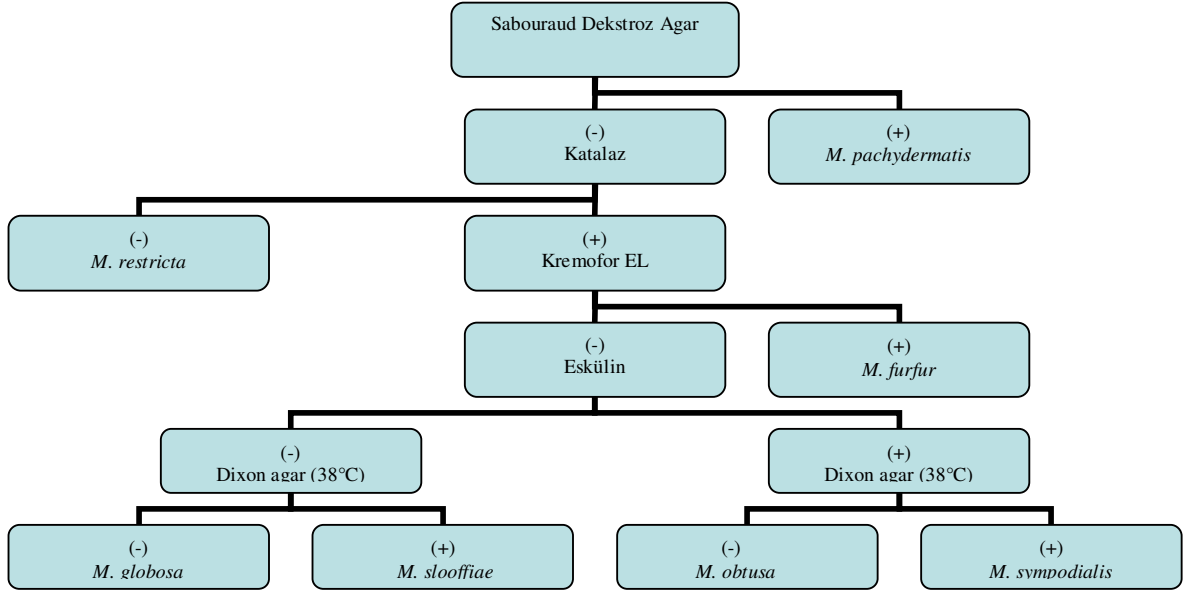 Sabouraud Dekstroz Agar
(-)
Katalaz
(+)
M. pachydermatis
(-)
M. restricta
(+)
Kremofor EL
(-)
Eskülin
(+)
M. furfur
(-)
Dixon agar (38°C)
(+)
Dixon agar (38°C)
(-)
M. globosa
(+)
M. slooffiae
(-)
M. obtusa
(+)
M. sympodialis